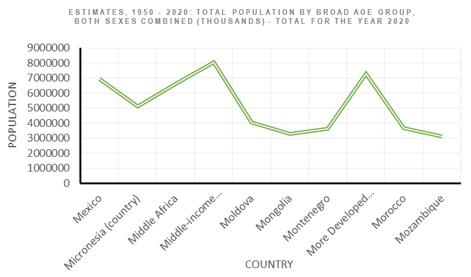 ESTIMATES, 1950 - 2020: TOTAL POPULATION BY BROAD AGE GROUP,
BOTH SEXES COMBINED (THOUSANDS) - TOTAL FOR THE YEAR 2020
POPULATION
9000000
8000000
7000000
6000000
5000000
4000000
3000000
2000000
1000000
0
Mexico
Micronesia (country)
Middle Africa
Middle-income...
Moldova
Mongolia
Montenegro
More Developed...
Morocco
Mozambique
COUNTRY